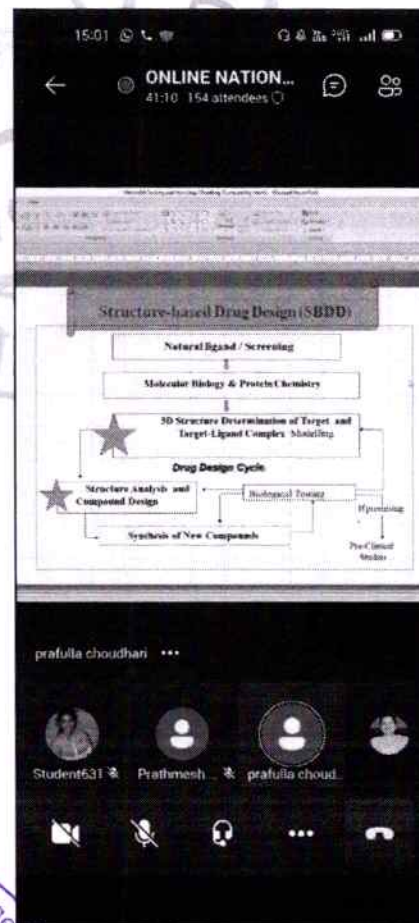 15:01
ONLINE NATION...
41:10 154 attendees
Structure-based Drug Design (SBDD)
Natural ligand / Screening
Molecular Biology & Protein Chemistry
3D Structure Determination of Target and
Target-Ligand Complex Modelling
Drug Design Cycle
Structure Analysis and
Compound Design
Biological Testing
If promising
Synthesis of New Compounds
Pre-Clinical
Studies
prafulla choudhari •••
Student631
Prathmesh ...
prafulla choud...